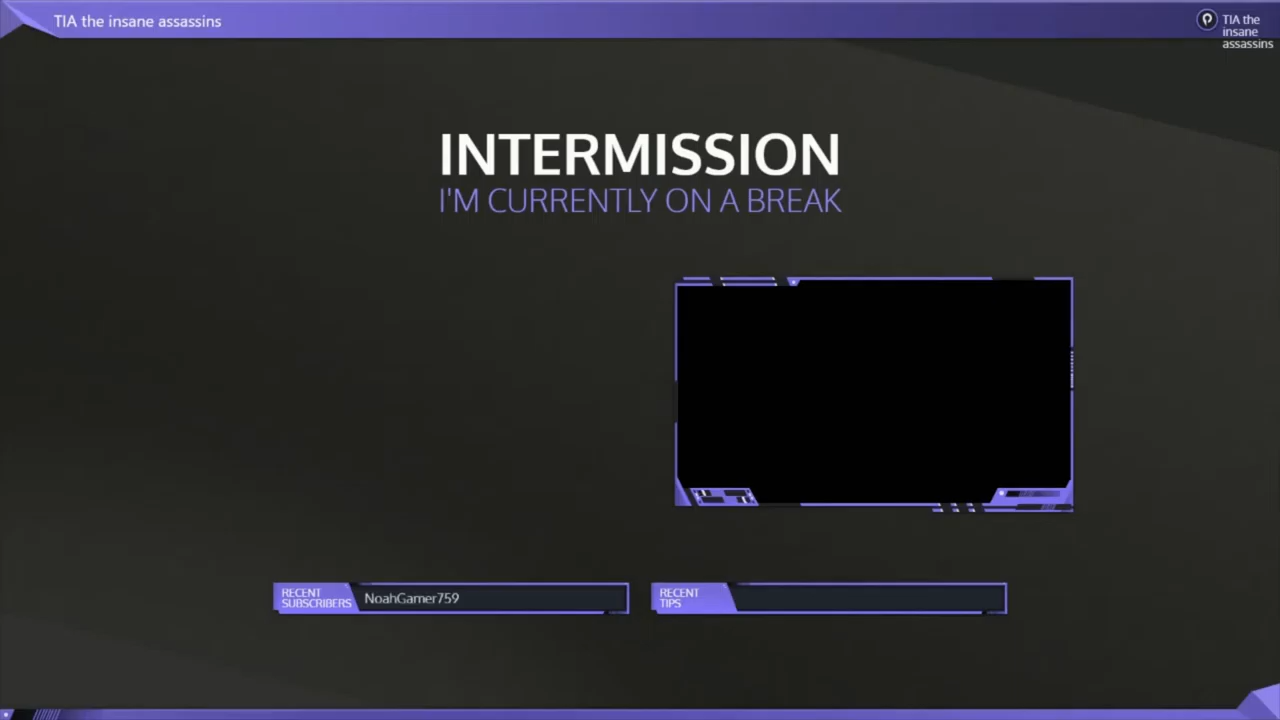 TIA the insane assassins
TIA the
insane
assassins
INTERMISSION
I'M CURRENTLY ON A BREAK
RECENT
SUBSCRIBERS
NoahGamer759
RECENT
TIPS